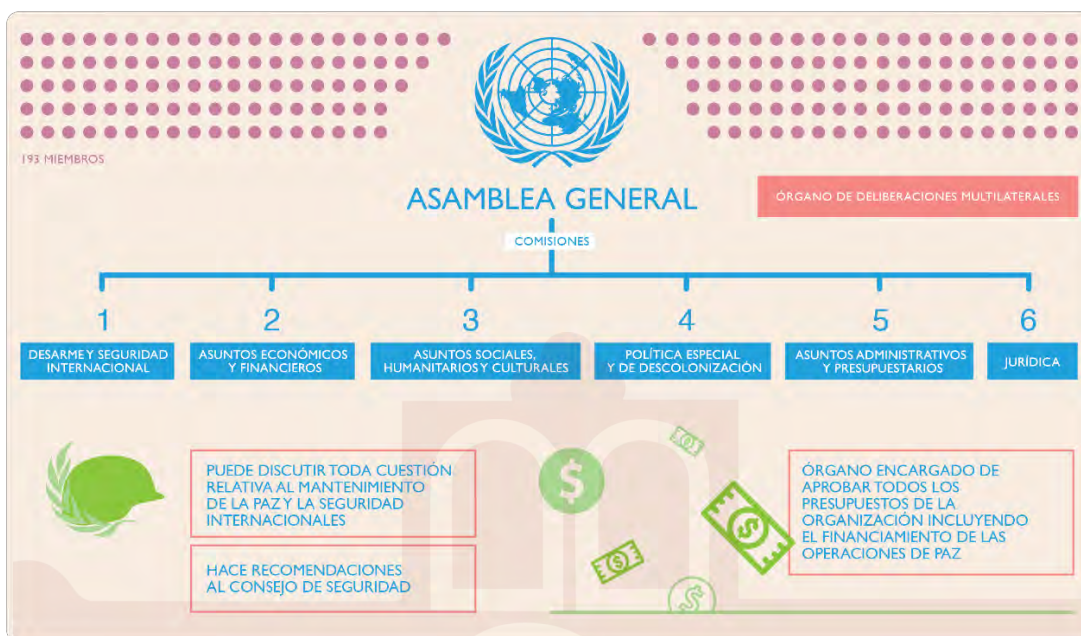 193 MIEMBROS
ASAMBLEA GENERAL
ÓRGANO DE DELIBERACIONES MULTILATERALES
COMISIONES
1
2
3
4
5
6
DESARME Y SEGURIDAD
INTERNACIONAL
ASUNTOS ECONÓMICOS
Y FINANCIEROS
ASUNTOS SOCIALES,
HUMANITARIOS Y CULTURALES
POLÍTICA ESPECIAL
Y DE DESCOLONIZACIÓN
ASUNTOS ADMINISTRATIVOS
Y PRESUPUESTARIOS
JURÍDICA
PUEDE DISCUTIR TODA CUESTIÓN
RELATIVA AL MANTENIMIENTO
DE LA PAZ Y LA SEGURIDAD
INTERNACIONALES
HACE RECOMENDACIONES
AL CONSEJO DE SEGURIDAD
$
$
$
$
$
ÓRGANO ENCARGADO DE
APROBAR TODOS LOS
PRESUPUESTOS DE LA
ORGANIZACIÓN INCLUYENDO
EL FINANCIAMIENTO DE LAS
OPERACIONES DE PAZ